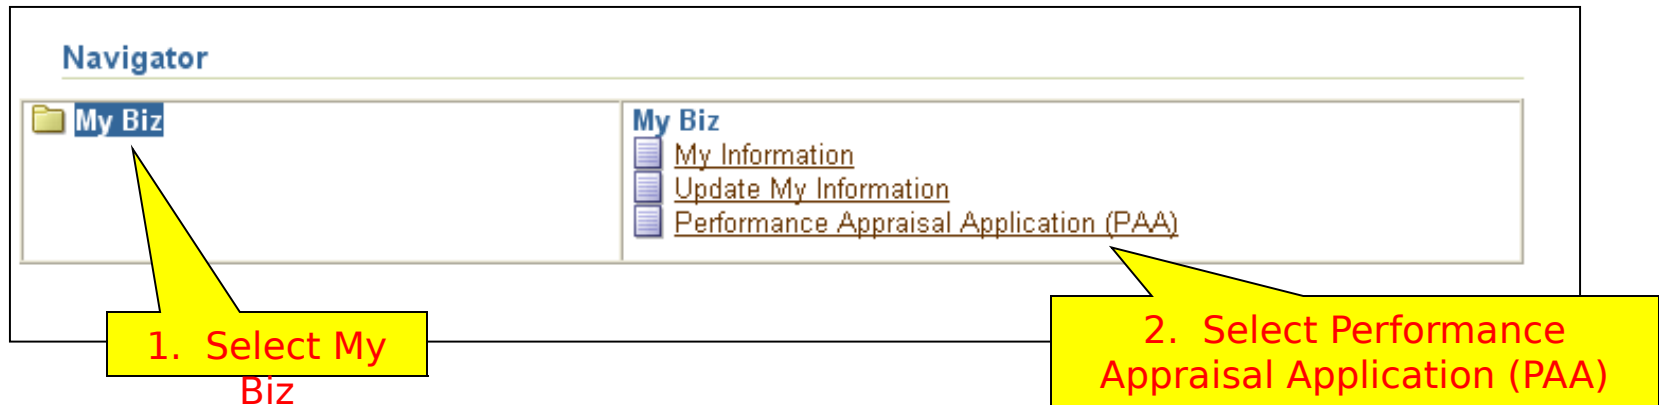 Navigator
My Biz
My Biz
My Information
Update My Information
Performance Appraisal Application (PAA)
1. Select My
Biz
2. Select Performance
Appraisal Application (PAA)